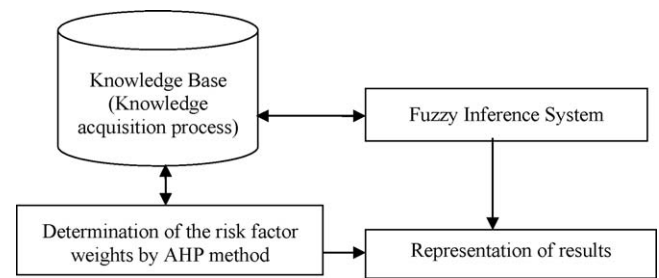 Knowledge Base
(Knowledge
acquisition process)
Fuzzy Inference System
Determination of the risk factor
weights by AHP method
Representation of results